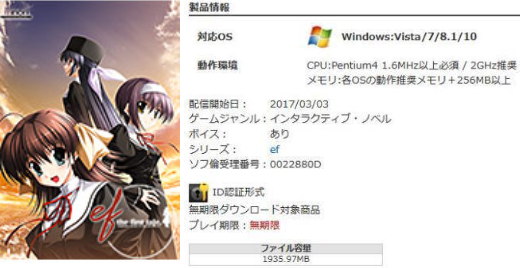 製品情報
対応OS Windows:Vista/7/8.1/10
動作環境 CPU:Pentium4 1.6MHz以上必須 / 2GHz推奨
メモリ:各OSの動作推奨メモリ+256MB以上
配信開始日: 2017/03/03
ゲームジャンル: インタラクティブ・ノベル
ボイス: あり
シリーズ: ef
ソフ倫受理番号: 0022880D
ID認証形式
無期限ダウンロード対象商品
プレイ期限:無期限
ファイル容量
1935.97MB
ef
the first tale.